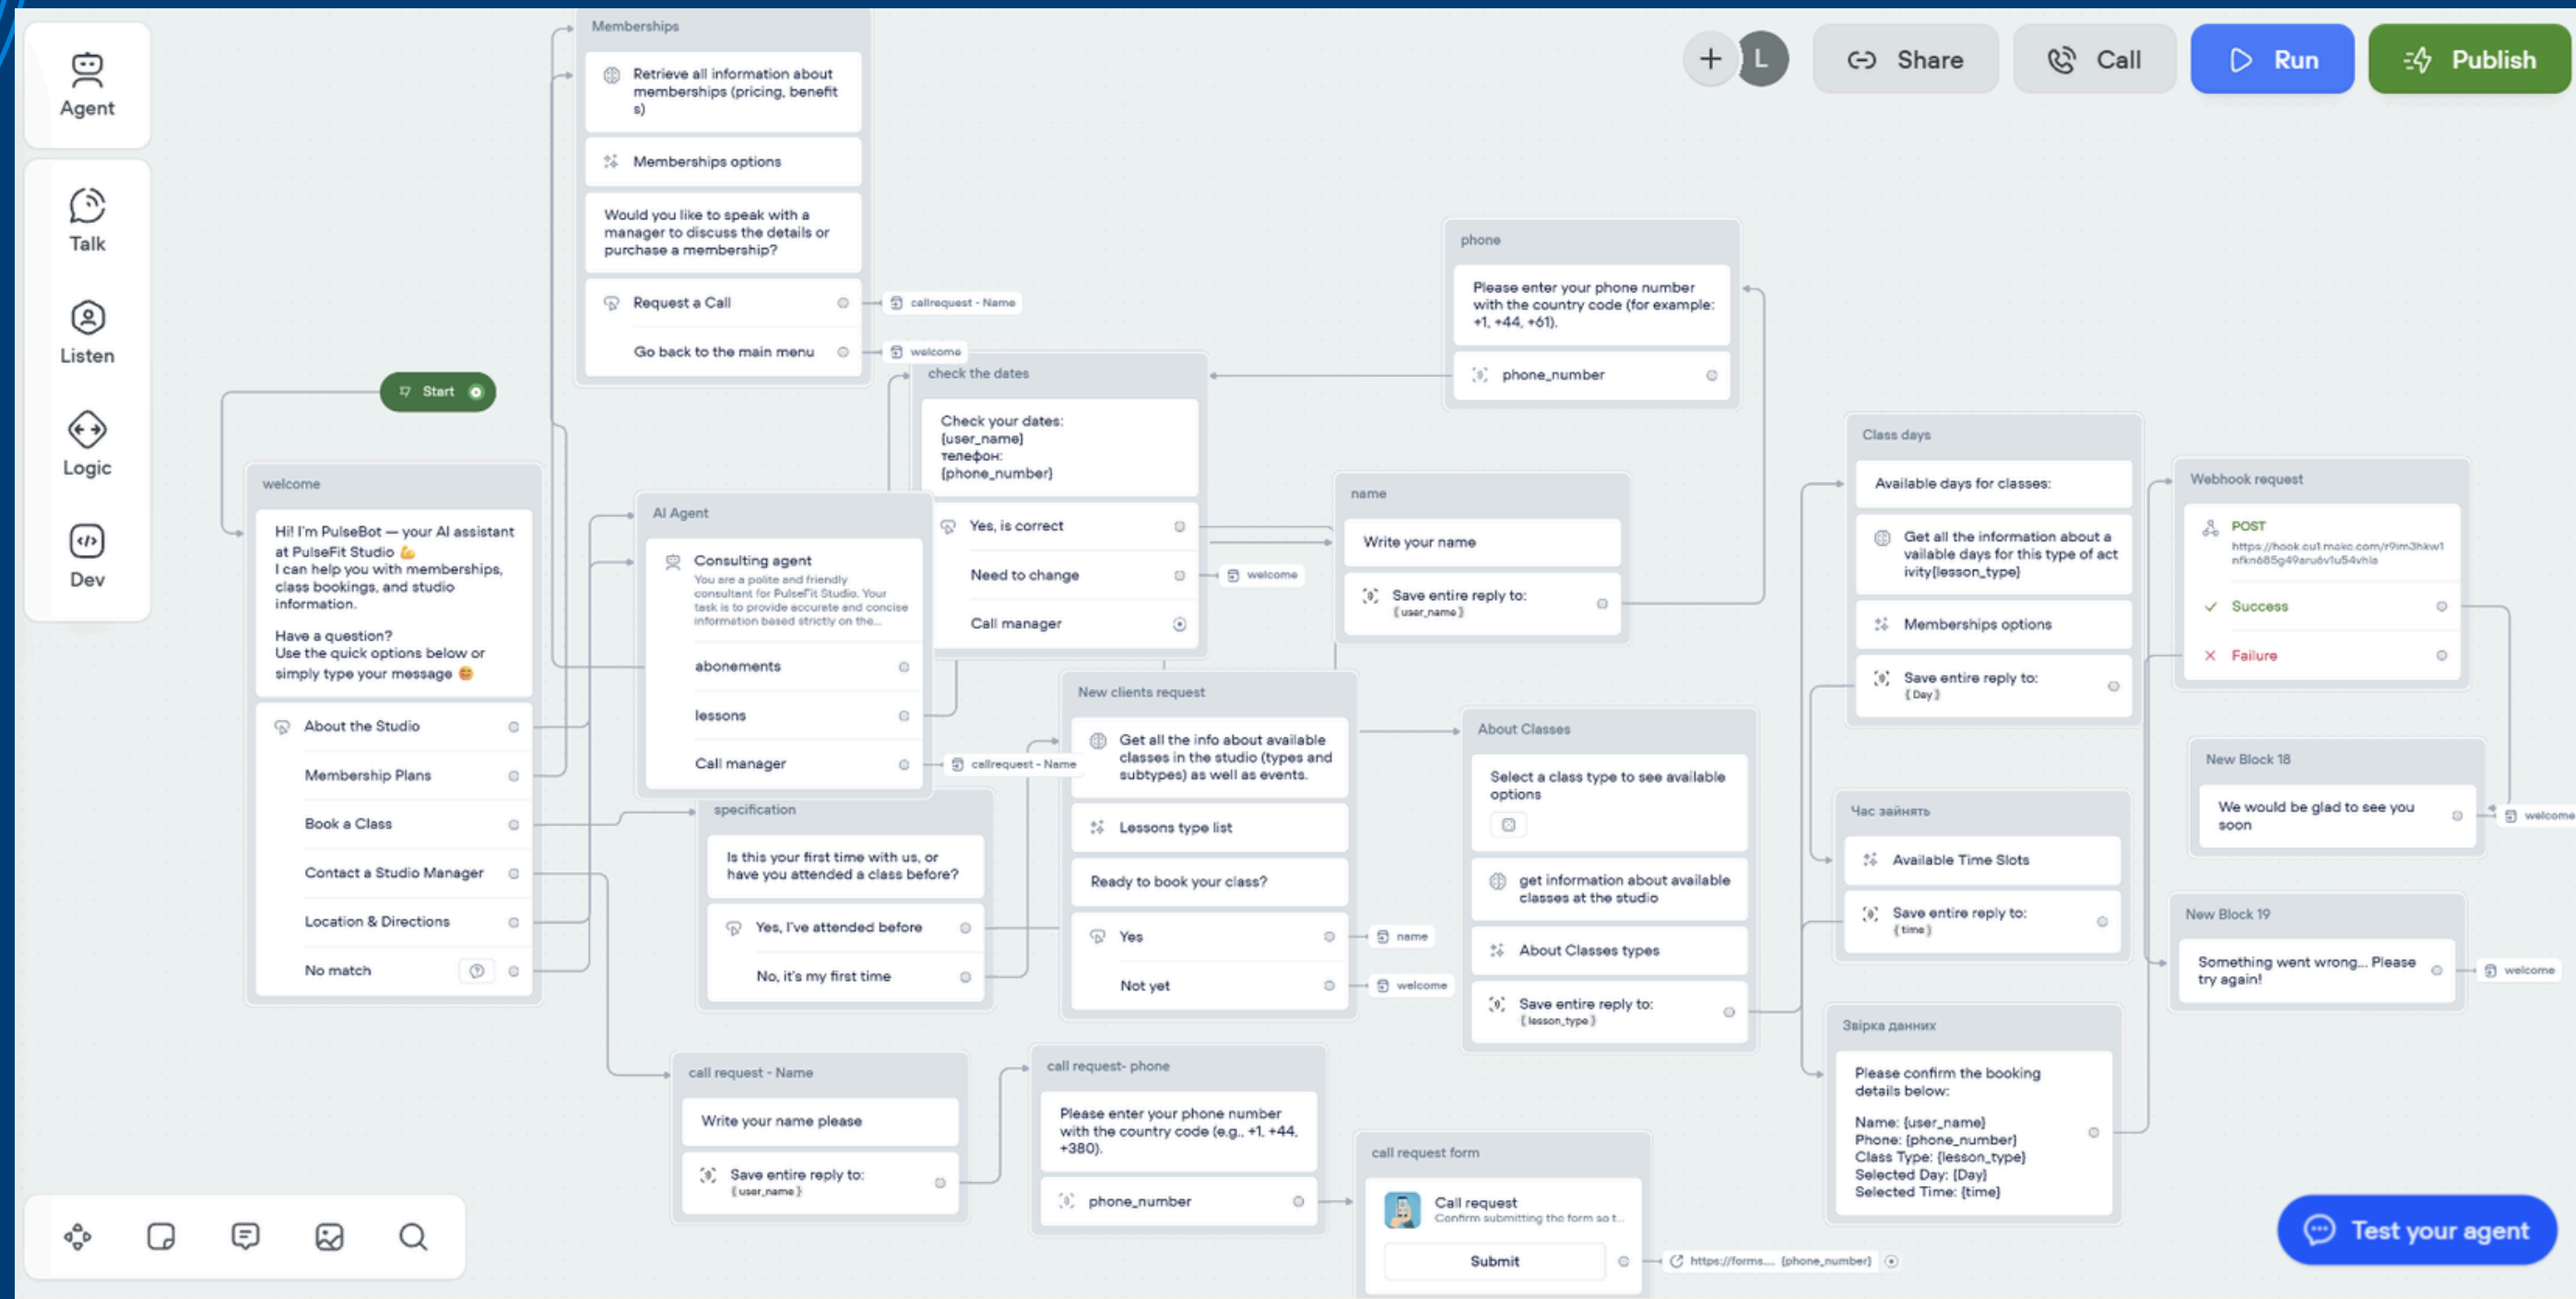 Agent
Talk
Listen
Logic
Dev
Share
Call
Run
Publish
L
Start
Memberships
Retrieve all information about
memberships (pricing, benefit
s)
Memberships options
Would you like to speak with a
manager to discuss the details or
purchase a membership?
Request a Call
callrequest - Name
Go back to the main menu
welcome
welcome
Hi! I'm PulseBot — your AI assistant
at PulseFit Studio 💪
I can help you with memberships,
class bookings, and studio
information.
Have a question?
Use the quick options below or
simply type your message 😊
About the Studio
Membership Plans
Book a Class
Contact a Studio Manager
Location & Directions
No match
AI Agent
Consulting agent
You are a polite and friendly
consultant for PulseFit Studio. Your
task is to provide accurate and concise
information based strictly on the...
abonements
lessons
Call manager
callrequest - Name
check the dates
Check your dates:
{user_name}
телефон:
{phone_number}
Yes, is correct
Need to change
welcome
Call manager
phone
Please enter your phone number
with the country code (for example:
+1, +44, +61).
phone_number
name
Write your name
Save entire reply to:
{user_name}
specification
Is this your first time with us, or
have you attended a class before?
Yes, I've attended before
No, it's my first time
New clients request
Get all the info about available
classes in the studio (types and
subtypes) as well as events.
Lessons type list
Ready to book your class?
Yes
name
Not yet
welcome
About Classes
Select a class type to see available
options
get information about available
classes at the studio
About Classes types
Save entire reply to:
{lesson_type}
Class days
Available days for classes:
Get all the information about a
vailable days for this type of act
ivity{lesson_type}
Memberships options
Save entire reply to:
{Day}
Час зайнять
Available Time Slots
Save entire reply to:
{time}
Звірка данних
Please confirm the booking
details below:
Name: {user_name}
Phone: {phone_number}
Class Type: {lesson_type}
Selected Day: {Day}
Selected Time: {time}
Webhook request
POST
Success
Failure
New Block 18
We would be glad to see you
soon
welcome
New Block 19
Something went wrong... Please
try again!
welcome
call request - Name
Write your name please
Save entire reply to:
{user_name}
call request- phone
Please enter your phone number
with the country code (e.g., +1, +44,
+380).
phone_number
call request form
Call request
Confirm submitting the form so t...
Submit
https://forms.... {phone_number}
Test your agent